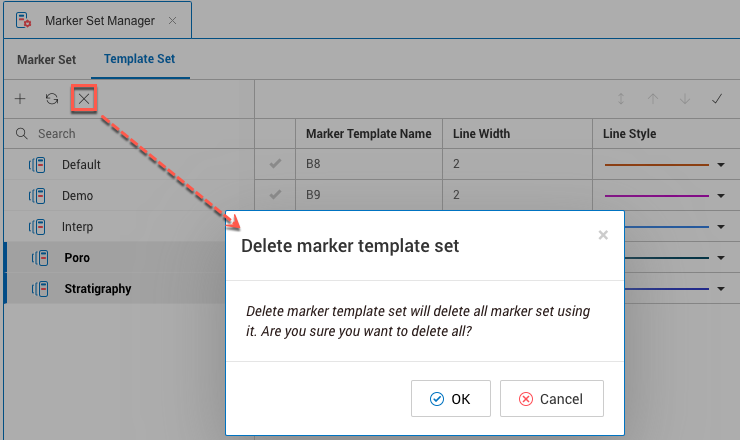 Marker Set Manager
Marker Set Template Set
Search
Marker Template Name Line Width Line Style
Default
B8 2
Demo
B9 2
Interp
Poro
Stratigraphy
Delete marker template set
Delete marker template set will delete all marker set using
it. Are you sure you want to delete all?
OK Cancel